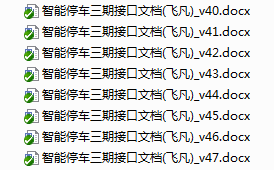 智能停车三期接口文档(飞凡)_v40.docx
智能停车三期接口文档(飞凡)_v41.docx
智能停车三期接口文档(飞凡)_v42.docx
智能停车三期接口文档(飞凡)_v43.docx
智能停车三期接口文档(飞凡)_v44.docx
智能停车三期接口文档(飞凡)_v45.docx
智能停车三期接口文档(飞凡)_v46.docx
智能停车三期接口文档(飞凡)_v47.docx